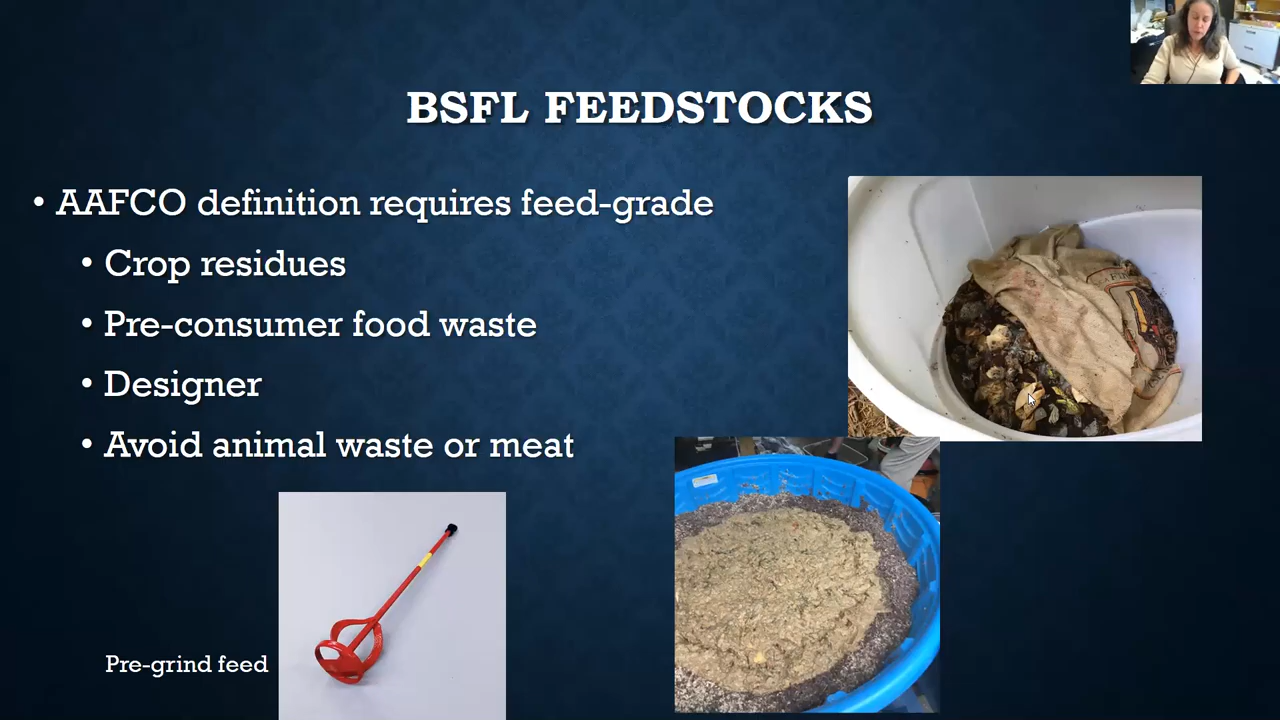 BSFL FEEDSTOCKS
• AAFCO definition requires feed-grade
• Crop residues
• Pre-consumer food waste
• Designer
• Avoid animal waste or meat
Pre-grind feed